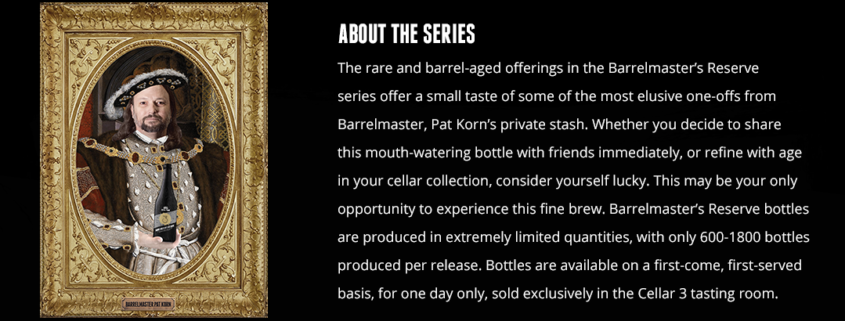 ABOUT THE SERIES
The rare and barrel-aged offerings in the Barrelmaster's Reserve
series offer a small taste of some of the most elusive one-offs from
Barrelmaster, Pat Korn's private stash. Whether you decide to share
this mouth-watering bottle with friends immediately, or refine with age
in your cellar collection, consider yourself lucky. This may be your only
opportunity to experience this fine brew. Barrelmaster's Reserve bottles
are produced in extremely limited quantities, with only 600-1800 bottles
produced per release. Bottles are available on a first-come, first-served
basis, for one day only, sold exclusively in the Cellar 3 tasting room.
BARRELMASTER PAT KORN